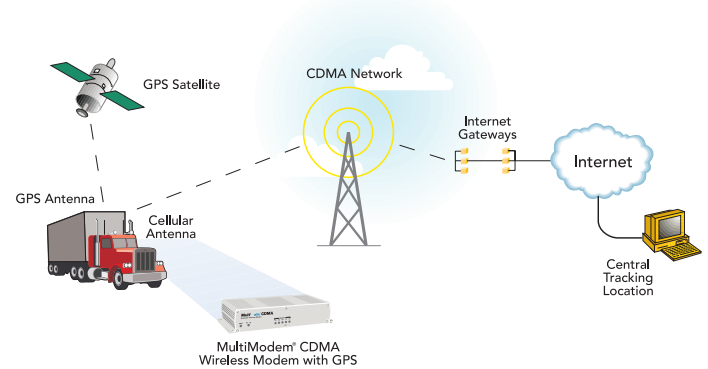 CDMA Network
GPS Satellite
Internet
Gateways
Internet
GPS Antenna
Cellular
Antenna
Central
Tracking
Location
CDMA
MultiModem® CDMA
Wireless Modem with GPS